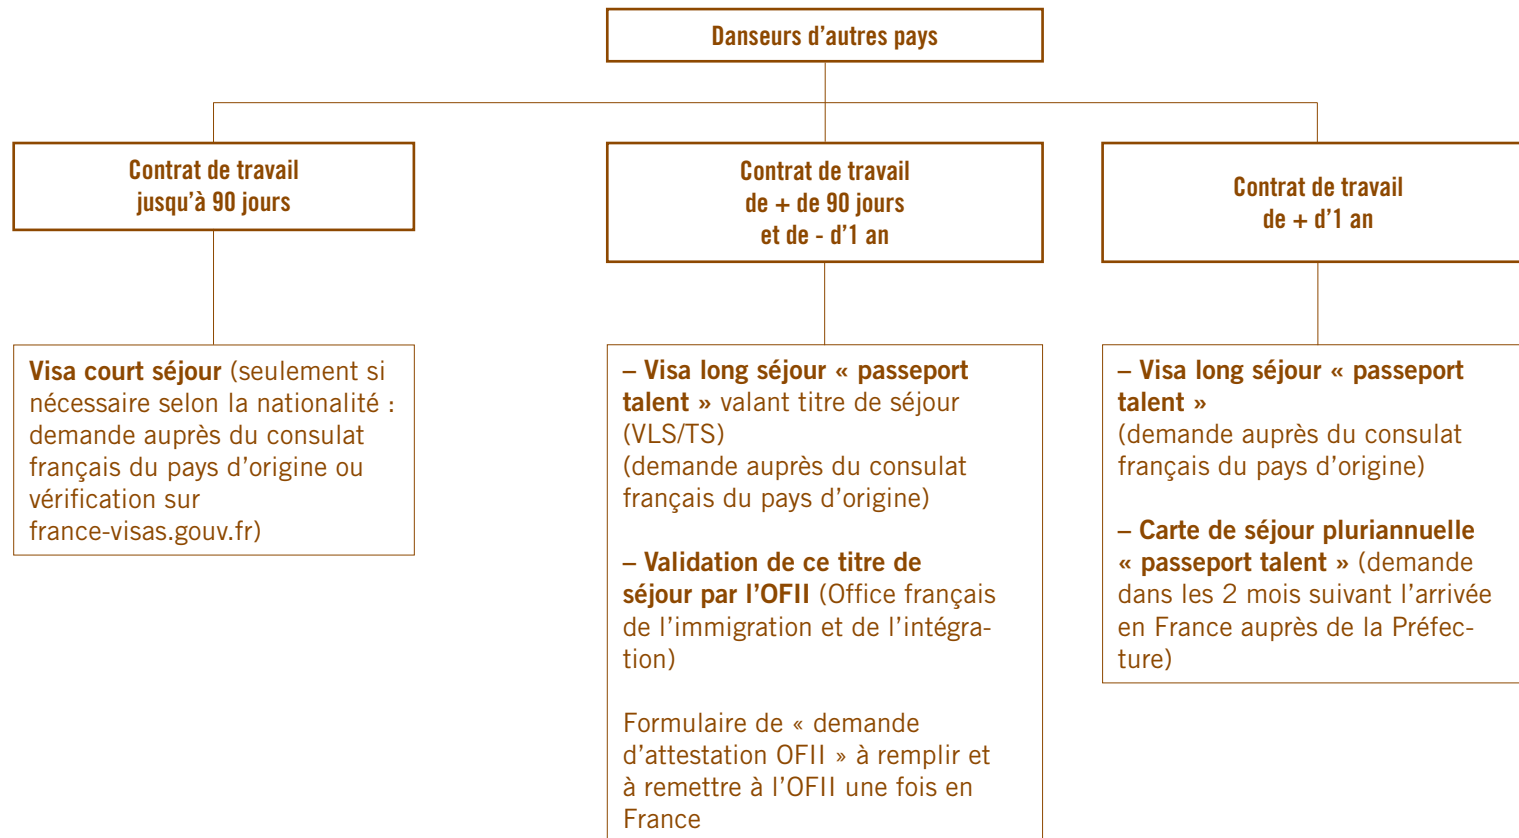 Danseurs d'autres pays
Contrat de travail
jusqu'à 90 jours
Contrat de travail
de + de 90 jours
et de - d'1 an
Contrat de travail
de + d'1 an
Visa court séjour (seulement si
nécessaire selon la nationalité :
demande auprès du consulat
français du pays d'origine ou
vérification sur
france-visas.gouv.fr)
– Visa long séjour « passeport
talent » valant titre de séjour
(VLS/TS)
(demande auprès du consulat
français du pays d'origine)
– Validation de ce titre de
séjour par l'OFII (Office français
de l'immigration et de l'intégra-
tion)
Formulaire de « demande
d'attestation OFII » à remplir et
à remettre à l'OFII une fois en
France
– Visa long séjour « passeport
talent »
(demande auprès du consulat
français du pays d'origine)
– Carte de séjour pluriannuelle
« passeport talent » (demande
dans les 2 mois suivant l'arrivée
en France auprès de la Préfec-
ture)